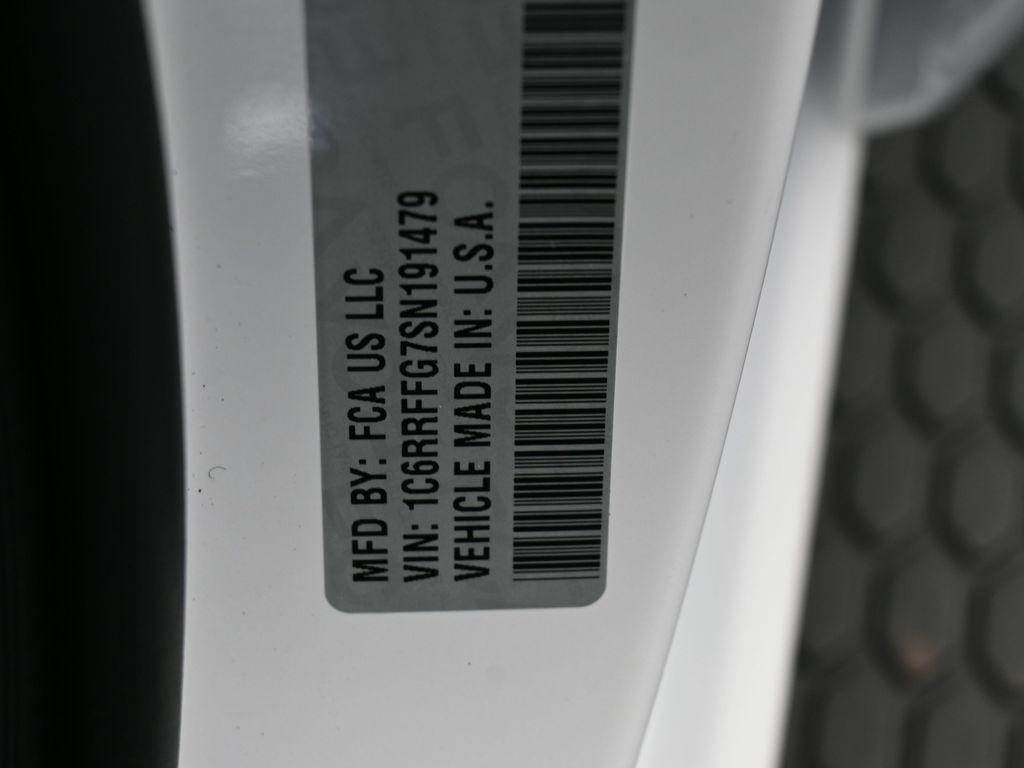 MFD BY: FCA US LLC
VIN: 1C6RRFFG7SN191479
VEHICLE MADE IN: U.S.A.